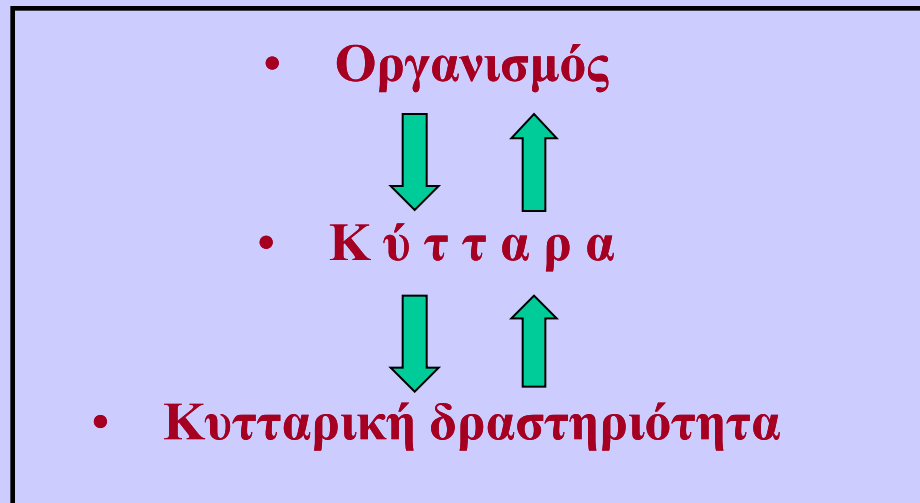 • Οργανισμός
• Κ ύ τ τ α ρ α
• Κυτταρική δραστηριότητα